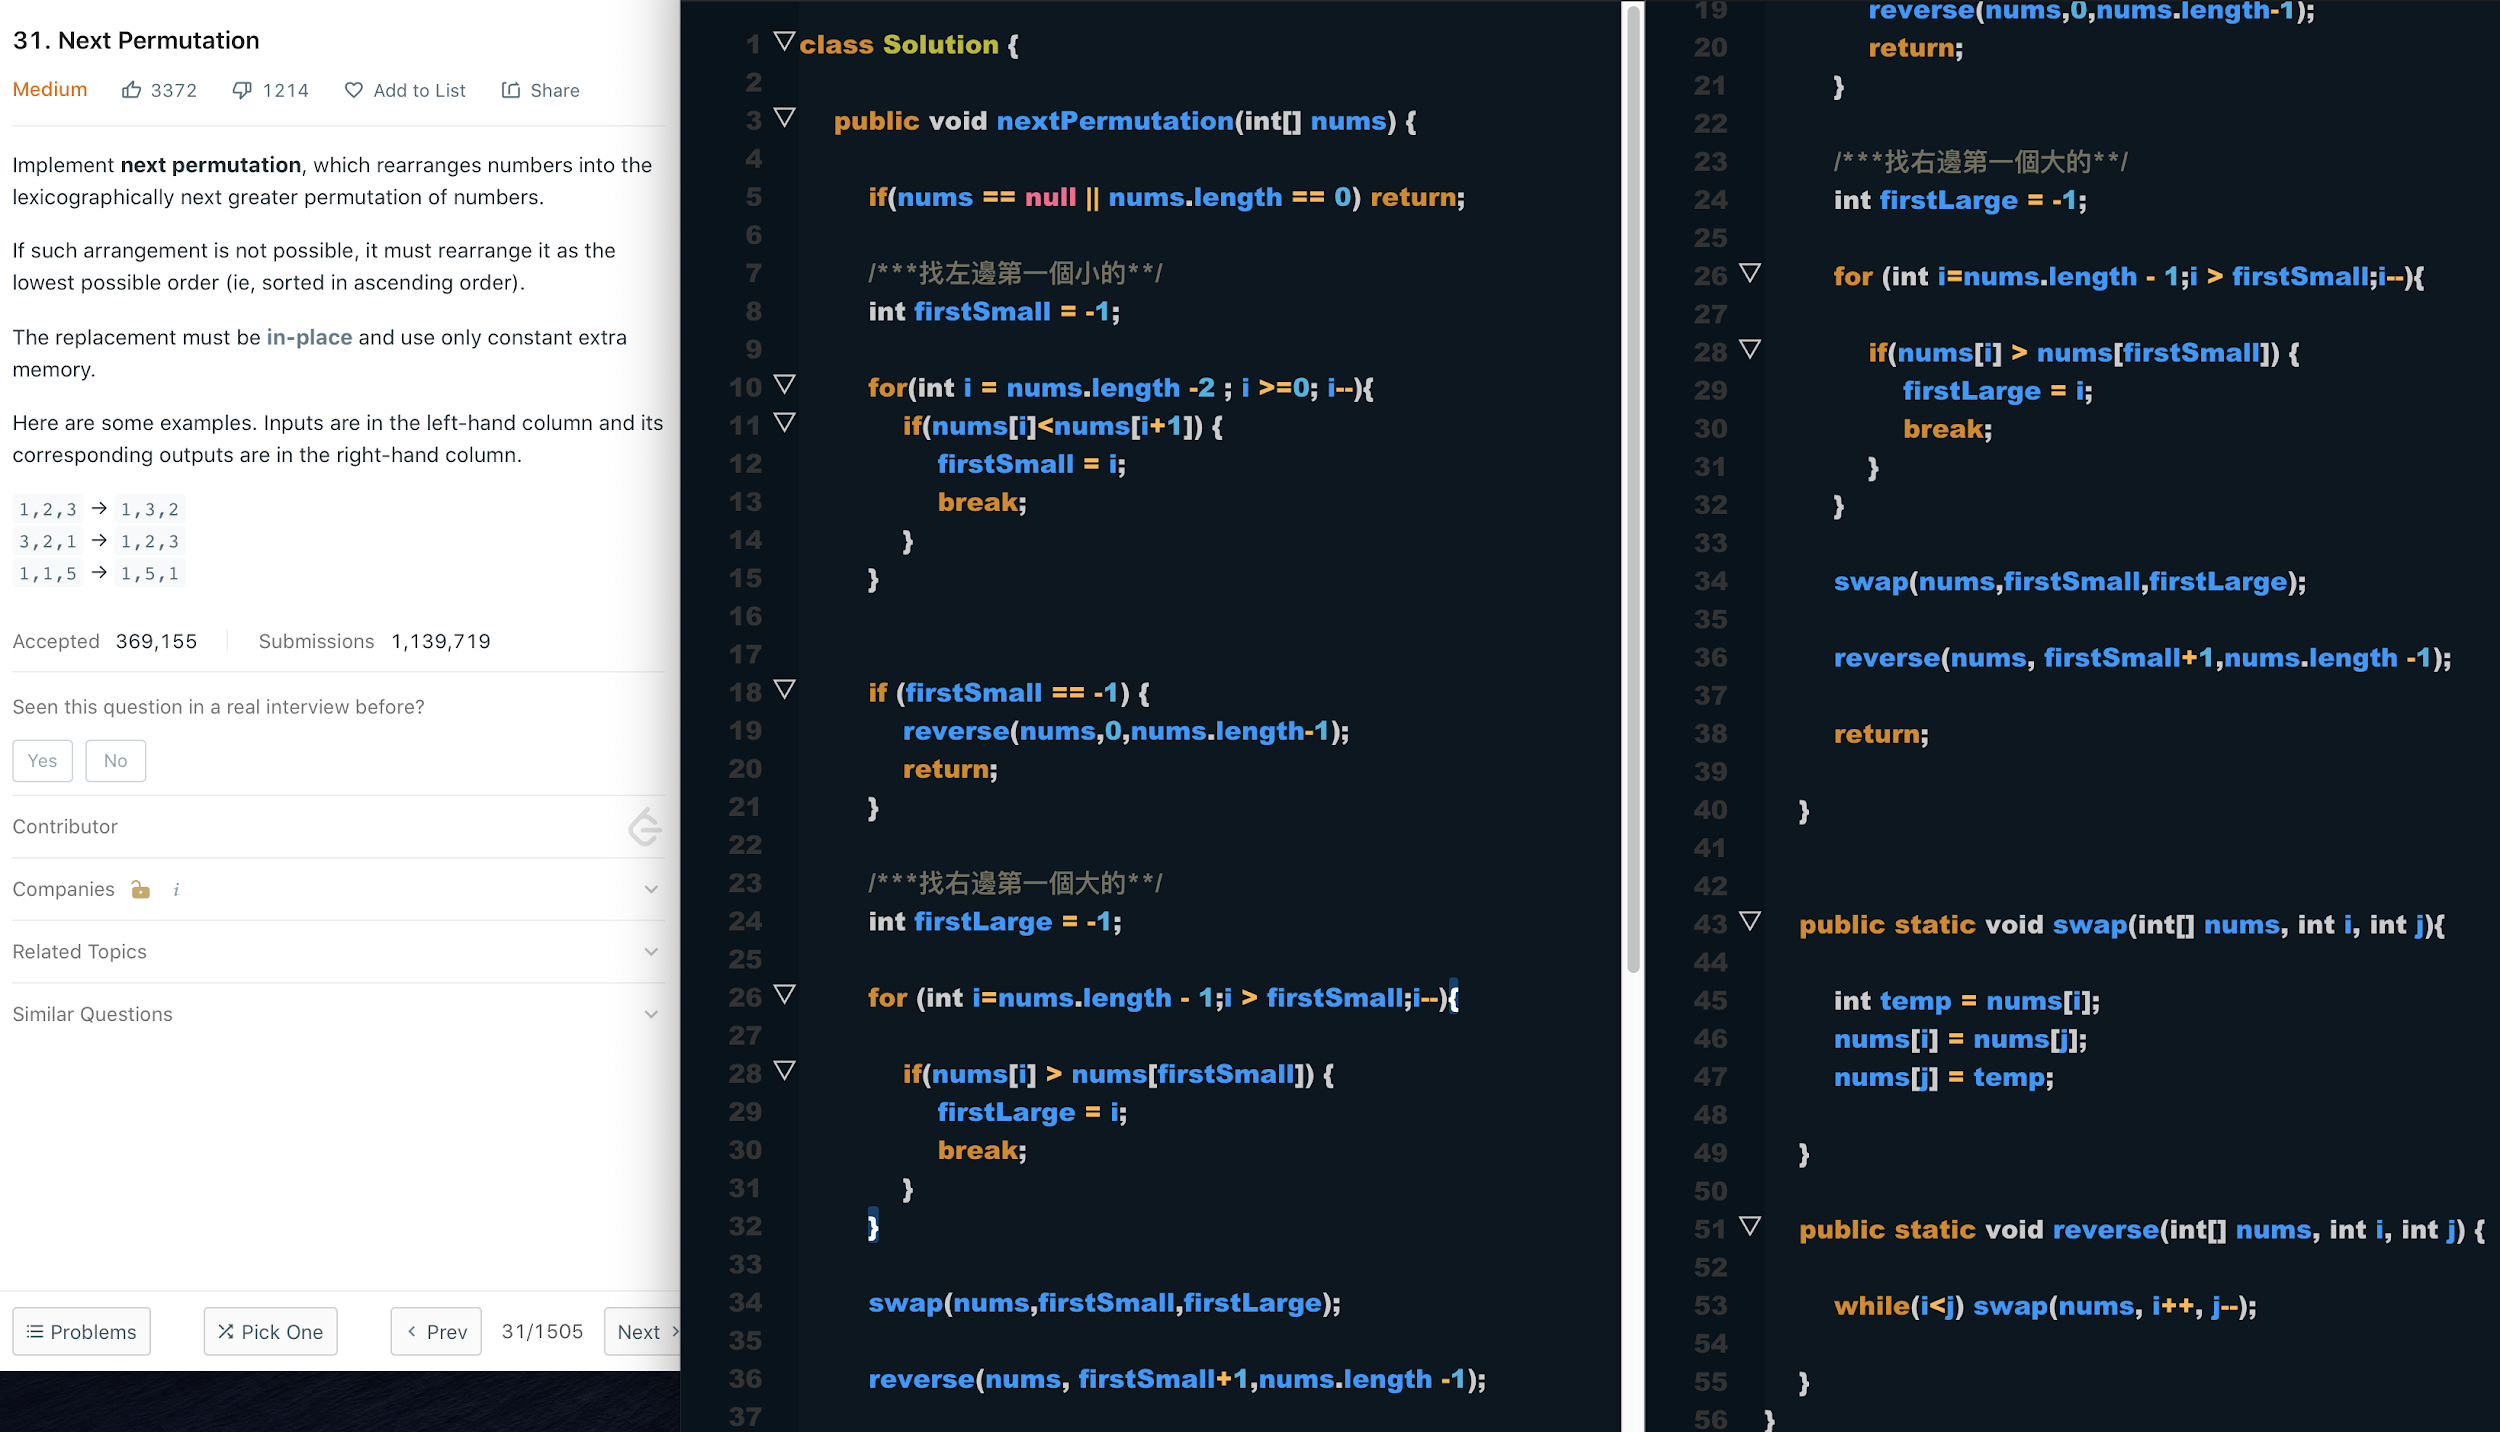 31. Next Permutation
Medium 3372 1214 Add to List Share
Implement next permutation, which rearranges numbers into the
lexicographically next greater permutation of numbers.
If such arrangement is not possible, it must rearrange it as the
lowest possible order (ie, sorted in ascending order).
The replacement must be in-place and use only constant extra
memory.
Here are some examples. Inputs are in the left-hand column and its
corresponding outputs are in the right-hand column.
1,2,3 → 1,3,2
3,2,1 → 1,2,3
1,1,5 → 1,5,1
Accepted 369,155 Submissions 1,139,719
Seen this question in a real interview before?
Yes No
Contributor
Companies i
Related Topics
Similar Questions
Problems Pick One Prev 31/1505 Next
1 class Solution {
2
3 public void nextPermutation(int[] nums) {
4
5 if(nums == null || nums.length == 0) return;
6
7 /***找左邊第一個小的**/
8 int firstSmall = -1;
9
10 for(int i = nums.length -2 ; i >=0; i--){
11 if(nums[i]<nums[i+1]) {
12 firstSmall = i;
13 break;
14 }
15 }
16
17
18 if (firstSmall == -1) {
19 reverse(nums,0,nums.length-1);
20 return;
21 }
22
23 /***找右邊第一個大的**/
24 int firstLarge = -1;
25
26 for (int i=nums.length - 1;i > firstSmall;i--){
27
28 if(nums[i] > nums[firstSmall]) {
29 firstLarge = i;
30 break;
31 }
32 }
33
34 swap(nums,firstSmall,firstLarge);
35
36 reverse(nums, firstSmall+1,nums.length -1);
37
19 reverse(nums,0,nums.length-1);
20 return;
21 }
22
23 /***找右邊第一個大的**/
24 int firstLarge = -1;
25
26 for (int i=nums.length - 1;i > firstSmall;i--){
27
28 if(nums[i] > nums[firstSmall]) {
29 firstLarge = i;
30 break;
31 }
32 }
33
34 swap(nums,firstSmall,firstLarge);
35
36 reverse(nums, firstSmall+1,nums.length -1);
37
38 return;
39
40 }
41
42
43 public static void swap(int[] nums, int i, int j){
44
45 int temp = nums[i];
46 nums[i] = nums[j];
47 nums[j] = temp;
48
49 }
50
51 public static void reverse(int[] nums, int i, int j) {
52
53 while(i<j) swap(nums, i++, j--);
54
55 }
56 }